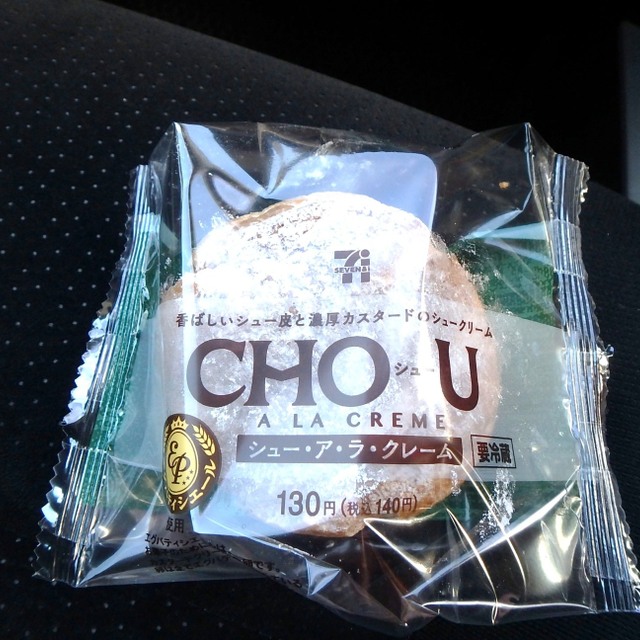 SEVEN&i
香ばしいシュー皮と濃厚カスタードのシュークリーム
CHOU
シュー
A LA CREME
シュー・ア・ラ・クレーム
要冷蔵
EP
130円(税込140円)
使用